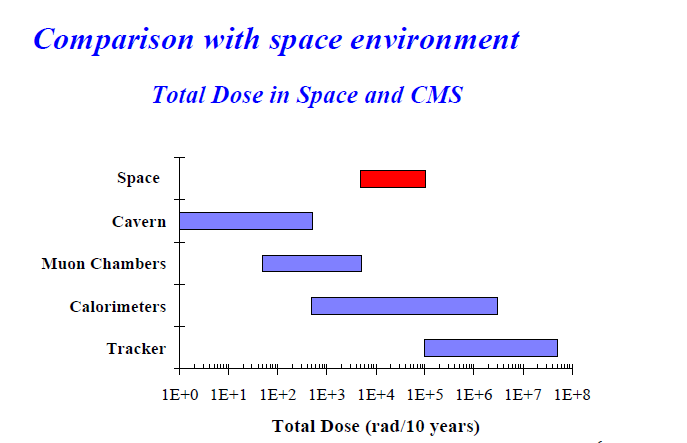 Comparison with space environment
Total Dose in Space and CMS
Space
Cavern
Muon Chambers
Calorimeters
Tracker
1E+0 1E+1 1E+2 1E+3 1E+4 1E+5 1E+6 1E+7 1E+8
Total Dose (rad/10 years)